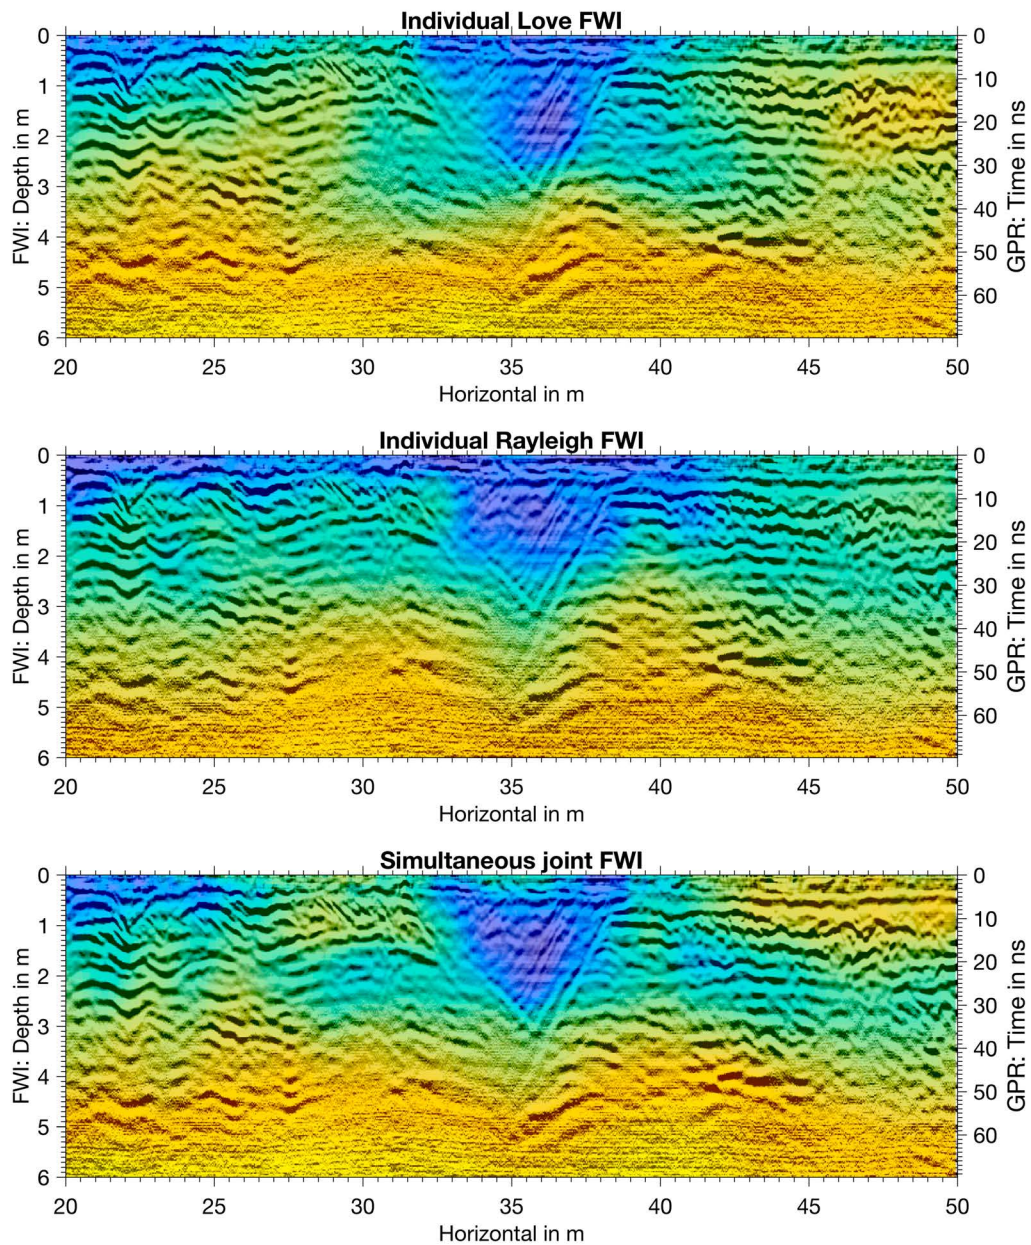 Individual Love FWI
0
1
2
3
4
5
6
FWI: Depth in m
0
10
20
30
40
50
60
GPR: Time in ns
20 25 30 35 40 45 50
Horizontal in m
Individual Rayleigh FWI
0
1
2
3
4
5
6
FWI: Depth in m
0
10
20
30
40
50
60
GPR: Time in ns
20 25 30 35 40 45 50
Horizontal in m
Simultaneous joint FWI
0
1
2
3
4
5
6
FWI: Depth in m
0
10
20
30
40
50
60
GPR: Time in ns
20 25 30 35 40 45 50
Horizontal in m